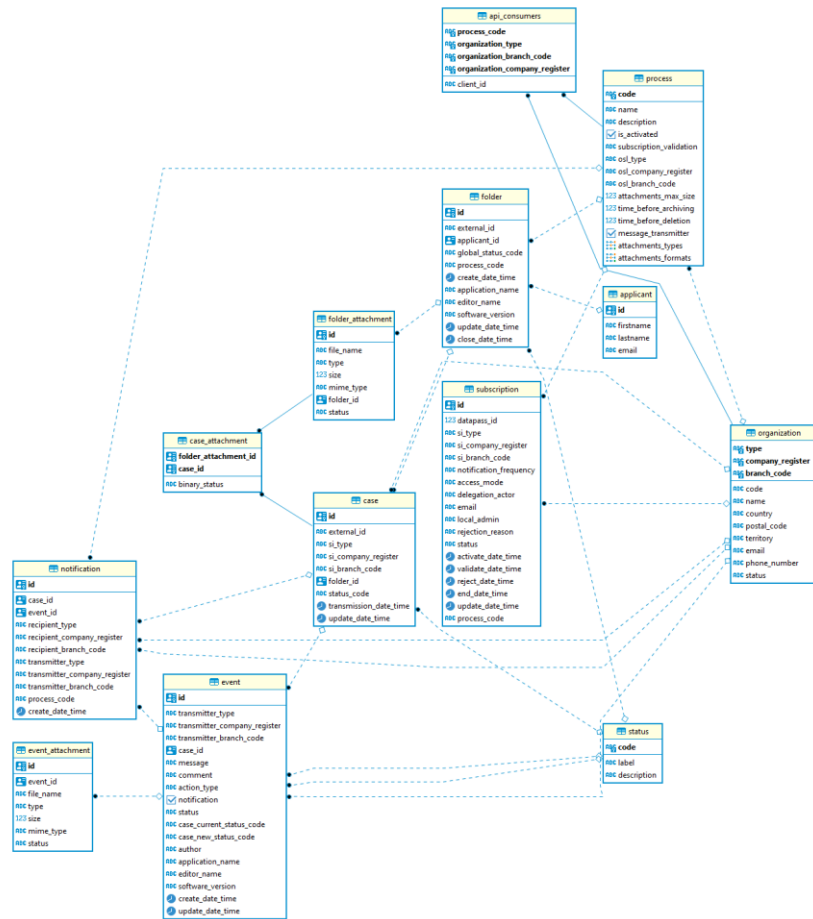 api_consumers
process_code
organization_type
organization_branch_code
organization_company_register
client_id
process
code
name
description
is_activated
subscription_validation
osl_type
osl_company_register
osl_branch_code
attachments_max_size
time_before_archiving
time_before_deletion
message_transmitter
attachments_types
attachments_formats
folder
id
external_id
applicant_id
global_status_code
process_code
create_date_time
application_name
editor_name
software_version
update_date_time
close_date_time
applicant
id
firstname
lastname
email
folder_attachment
id
file_name
type
size
mime_type
folder_id
status
subscription
id
datapass_id
si_type
si_company_register
si_branch_code
notification_frequency
access_mode
delegation_actor
email
local_admin
rejection_reason
status
activate_date_time
validate_date_time
reject_date_time
end_date_time
update_date_time
process_code
organization
type
company_register
branch_code
code
name
country
postal_code
territory
email
phone_number
status
case_attachment
folder_attachment_id
case_id
binary_status
case
id
external_id
si_type
si_company_register
si_branch_code
folder_id
status_code
transmission_date_time
update_date_time
notification
id
case_id
event_id
recipient_type
recipient_company_register
recipient_branch_code
transmitter_type
transmitter_company_register
transmitter_branch_code
process_code
create_date_time
event
id
transmitter_type
transmitter_company_register
transmitter_branch_code
case_id
message
comment
action_type
notification
status
case_current_status_code
case_new_status_code
author
application_name
editor_name
software_version
create_date_time
update_date_time
status
code
label
description
event_attachment
id
event_id
file_name
type
size
mime_type
status